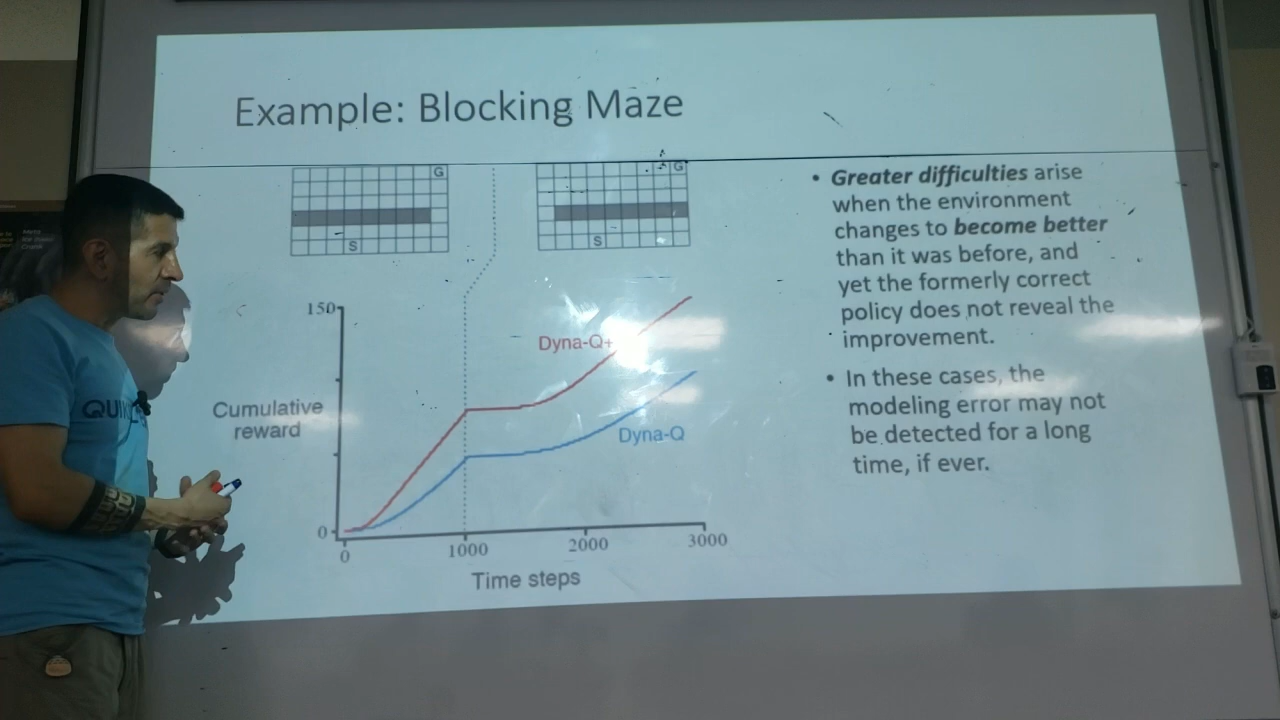 Example: Blocking Maze
G
S
G
S
150
Dyna-Q+
Cumulative
reward
Dyna-Q
0
0
1000
2000
3000
Time steps
• Greater difficulties arise
when the environment
changes to become better
than it was before, and
yet the formerly correct
policy does not reveal the
improvement.
• In these cases, the
modeling error may not
be detected for a long
time, if ever.